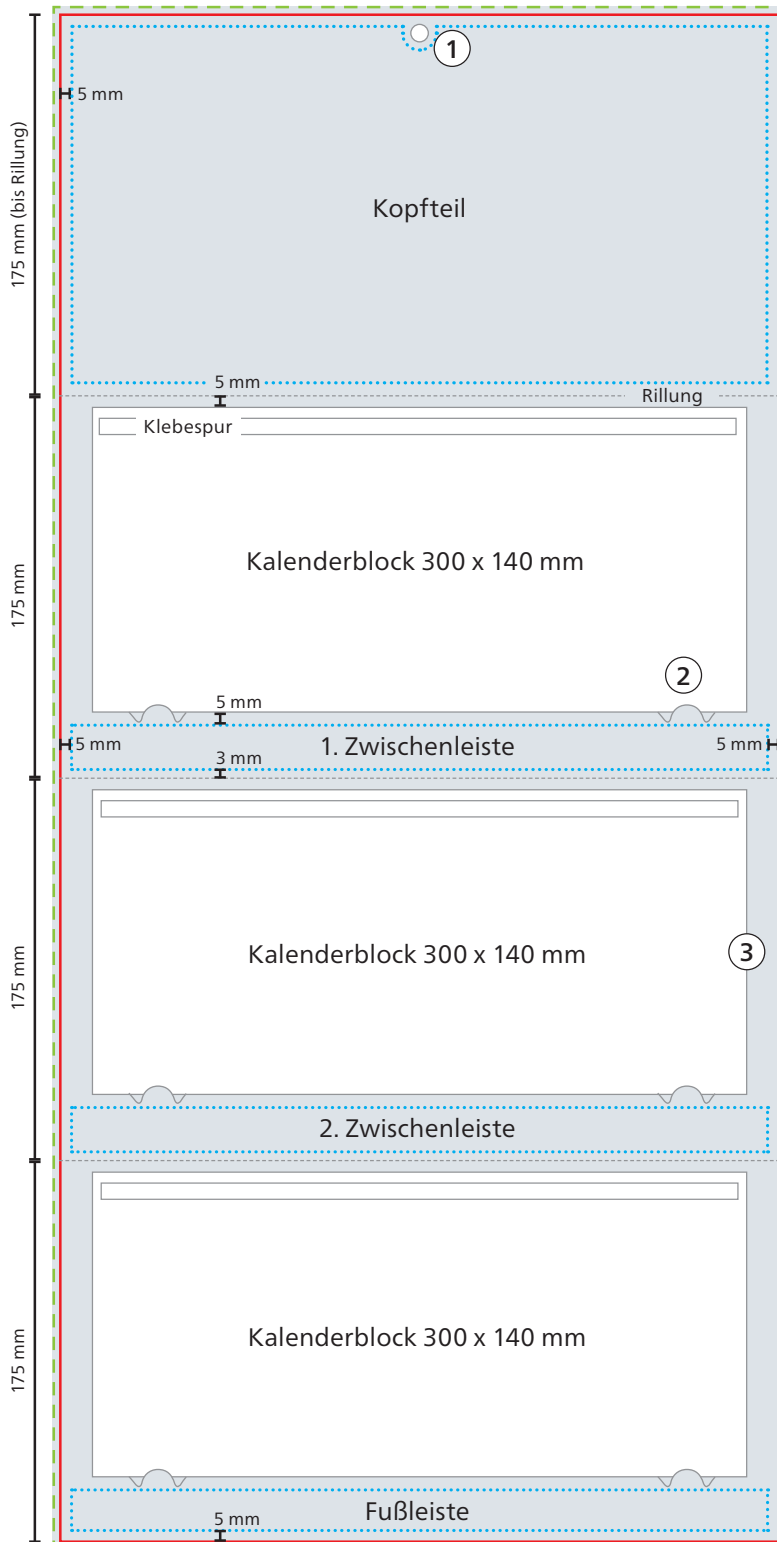 1
5 mm
175 mm (bis Rillung)
Kopfteil
5 mm
Rillung
Klebespur
175 mm
Kalenderblock 300 x 140 mm
2
5 mm
5 mm
1. Zwischenleiste
5 mm
3 mm
175 mm
Kalenderblock 300 x 140 mm
3
2. Zwischenleiste
175 mm
Kalenderblock 300 x 140 mm
Fußleiste
5 mm